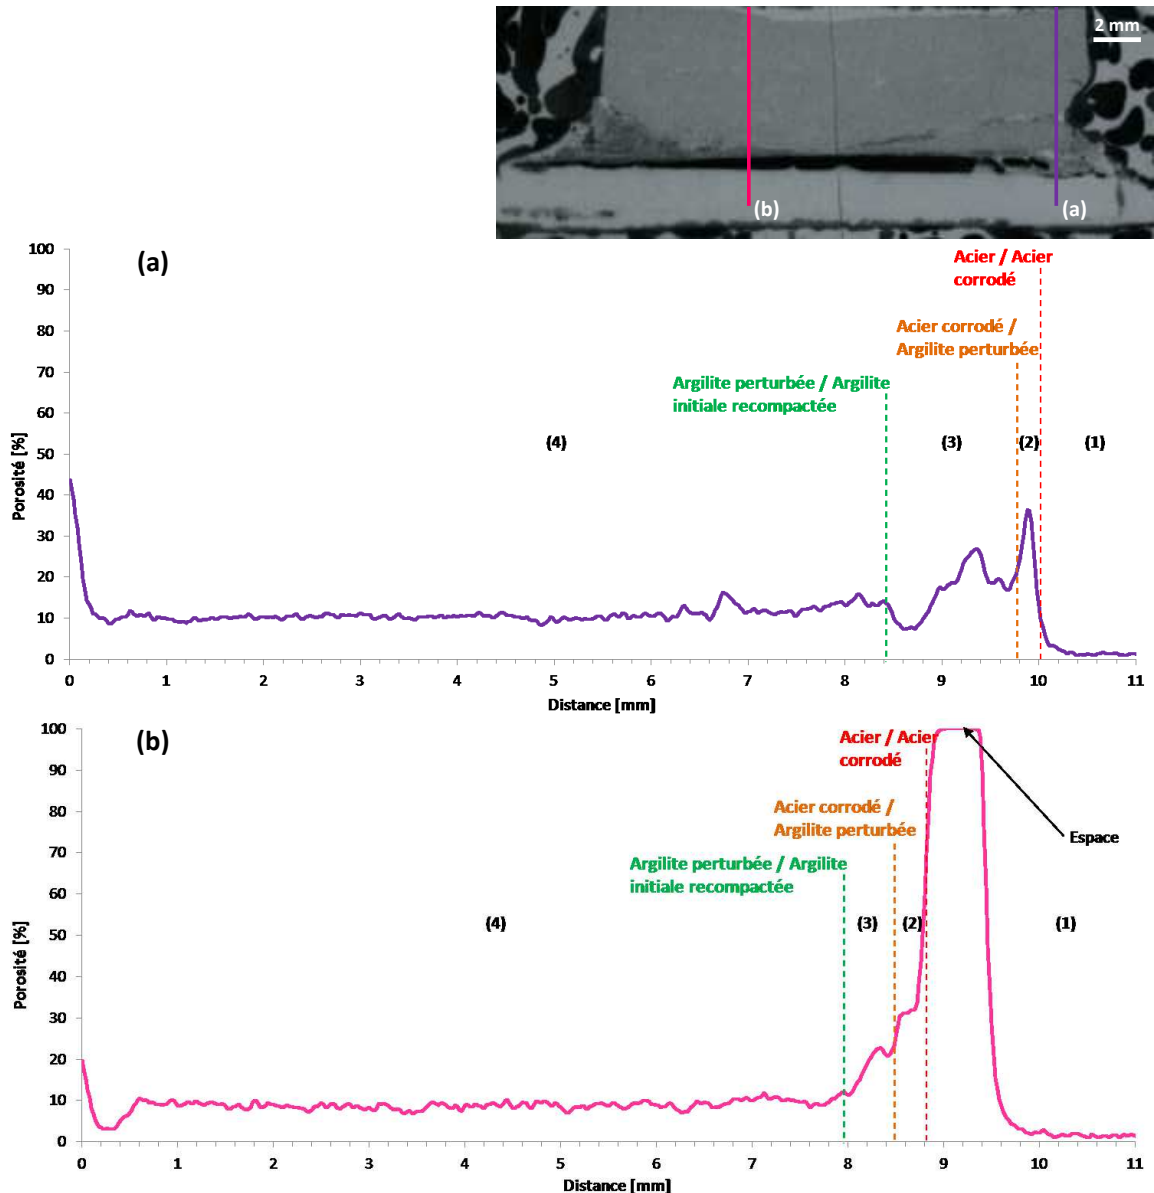 2 mm
(b)
(a)
(a)
100
90
80
70
60
50
40
30
20
10
0
Porosité [%]
Acier / Acier
corrodé
Acier corrodé /
Argilite perturbée
Argilite perturbée / Argilite
initiale recompactée
(4)
(3)
(2)
(1)
0 1 2 3 4 5 6 7 8 9 10 11
Distance [mm]
(b)
100
90
80
70
60
50
40
30
20
10
0
Porosité [%]
Acier / Acier
corrodé
Acier corrodé /
Argilite perturbée
Argilite perturbée / Argilite
initiale recompactée
Espace
(4)
(3)
(2)
(1)
0 1 2 3 4 5 6 7 8 9 10 11
Distance [mm]